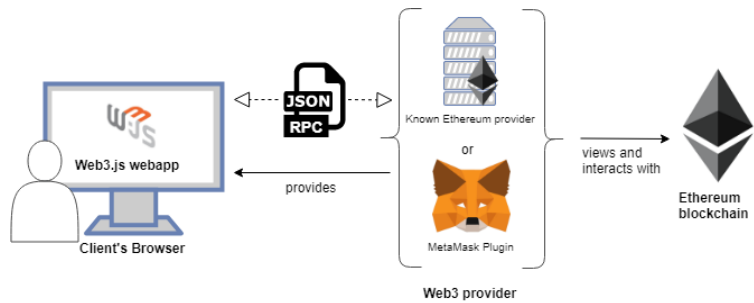 W3JS
Web3.js webapp
Client's Browser
JSON
RPC
provides
Known Ethereum provider
or
MetaMask Plugin
Web3 provider
views and
interacts with
Ethereum
blockchain